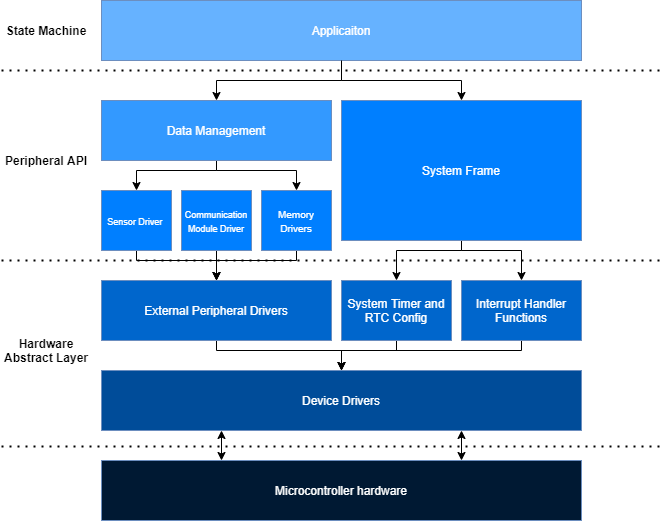 State Machine
Applicaiton
Peripheral API
Data Management
System Frame
Sensor Driver
Communication
Module Driver
Memory
Drivers
Hardware
Abstract Layer
External Peripheral Drivers
System Timer and
RTC Config
Interrupt Handler
Functions
Device Drivers
Microcontroller hardware